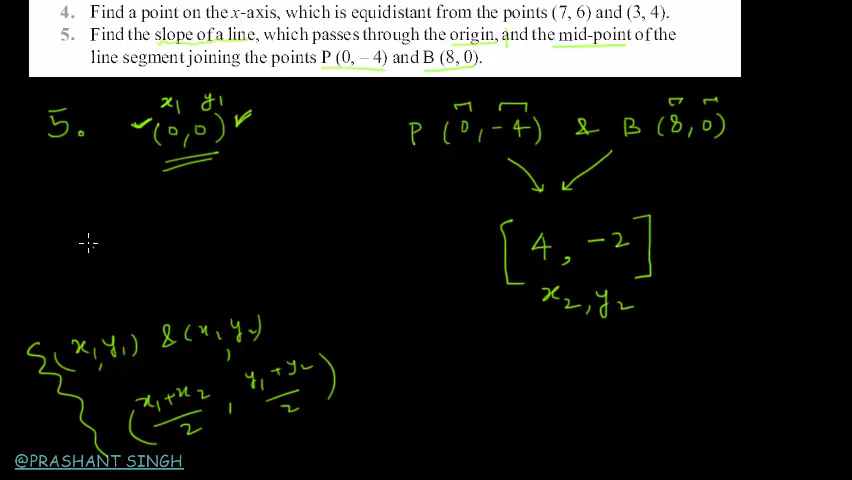 4. Find a point on the x-axis, which is equidistant from the points (7, 6) and (3, 4).
5. Find the slope of a line, which passes through the origin, and the mid-point of the
line segment joining the points P (0, – 4) and B (8, 0).
x₁ y₁
5. (0, 0) P (0, -4) & B (8, 0)
[4, -2]
x₂, y₂
(x₁, y₁) & (x₁, y₂)
(x₁+x₂/2, y₁+y₂/2)
@PRASHANT SINGH